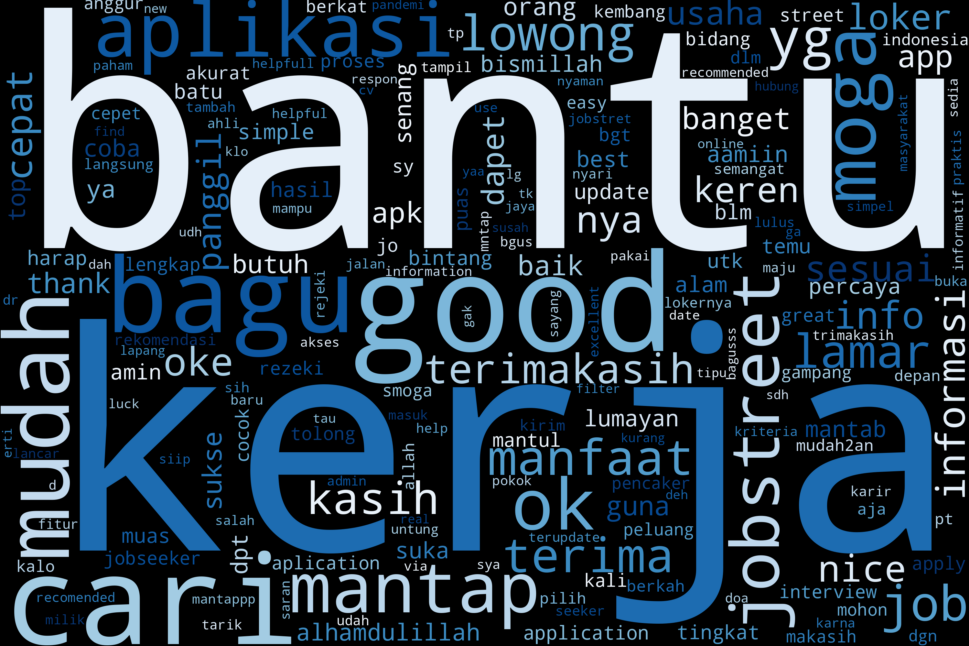 anggur
new
berkat
pandemi
orang
kembang
usaha
street
loker
aplikasi
tp
lowong
bidang
yg
indonesia
paham
akurat
helpfull
proses
respon
tampil
bismillah
dlm
recommended
app
cepat
batu
cv
nyaman
hubung
moga
sedia
bantu
cepet
tambah
helpful
senang
use
easy
jobstret
banget
masyarakat
find
coba
ahli
simple
bgt
online
langsung
klo
best
aamiin
praktis
top
ya
panggil
hasil
sy
dapet
lg
nyari
semangat
mampu
puas
yaa
tk
update
keren
simpel
apk
jaya
nya
blm
lulus
ga
informatif
udh
jo
mntap
susah
bgus
temu
harap
dah
lengkap
butuh
jalan
bintang
baik
pakai
utk
maju
sesuai
buka
thank
information
alam
percaya
dr
bagu
rejeki
good
lokernya
date
great
info
rekomendasi
akses
gak
sayang
excellent
trimakasih
lapang
oke
bagusss
lamar
mudah
amin
rezeki
terimakasih
tipu
gampang
depan
informasi
kerja
smoga
filter
luck
sih
baru
masuk
help
kirim
lumayan
jobstreet
sdh
erti
lancar
siip
sukse
cocok
tau
tolong
mantul
kurang
kriteria
mantab
mudah2an
d
allah
manfaat
admin
pokok
pencaker
deh
karir
aja
kasih
ok
guna
fitur
salah
real
untung
terupdate
peluang
pt
muas
dpt
suka
terima
kalo
jobseeker
aplication
via
sya
kali
berkah
nice
apply
cari
recomended
mantappp
saran
mantap
pilih
seeker
doa
interview
job
milik
tarik
udah
alhamdulillah
application
tingkat
mohon
karna
makasih
dgn